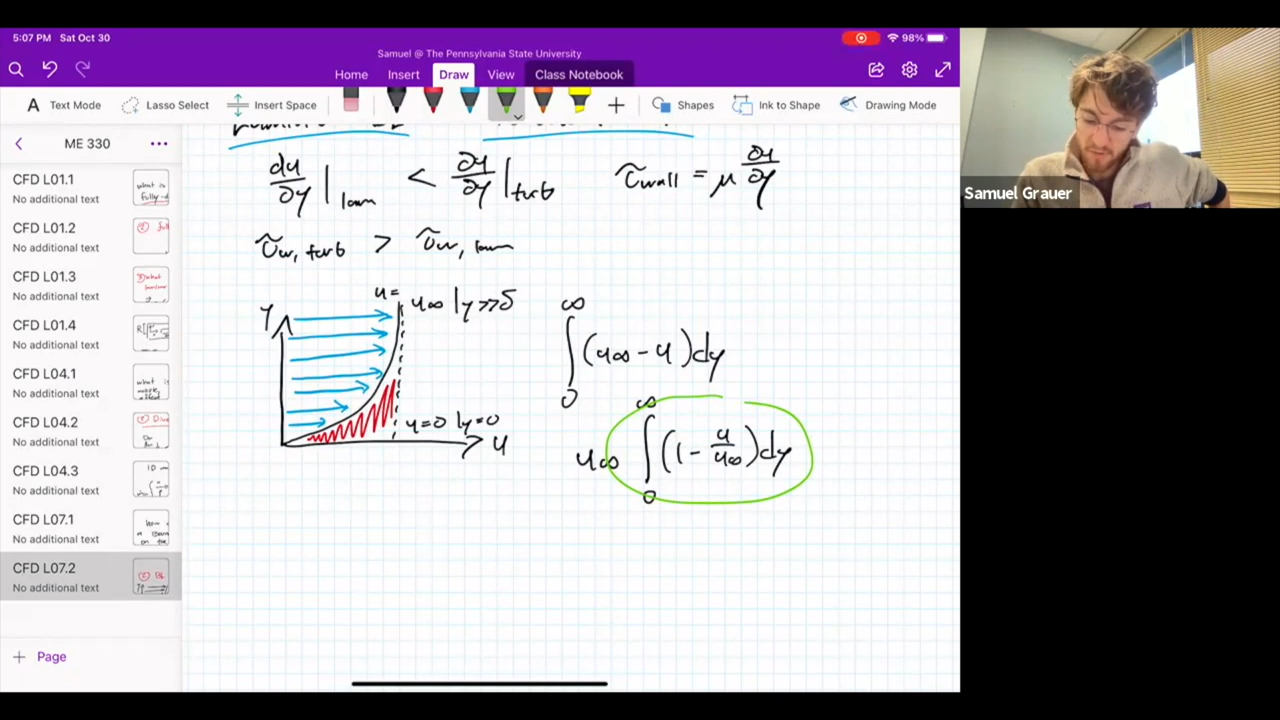 5:07 PM Sat Oct 30
98%
Samuel @ The Pennsylvania State University
Home Insert Draw View Class Notebook
A Text Mode Lasso Select Insert Space + Shapes Ink to Shape Drawing Mode
ME 330
CFD L01.1
No additional text
CFD L01.2
No additional text
CFD L01.3
No additional text
CFD L01.4
No additional text
CFD L04.1
No additional text
CFD L04.2
No additional text
CFD L04.3
No additional text
CFD L07.1
No additional text
CFD L07.2
No additional text
+ Page
∂u/∂y |lam < ∂u/∂y |turb τwall = μ ∂u/∂y
τw, turb > τw, lam
y
u = u∞ | y >> δ
u = 0 | y = 0
u
∫0^∞ (u∞ - u) dy
u∞ ∫0^∞ (1 - u/u∞) dy
Samuel Grauer